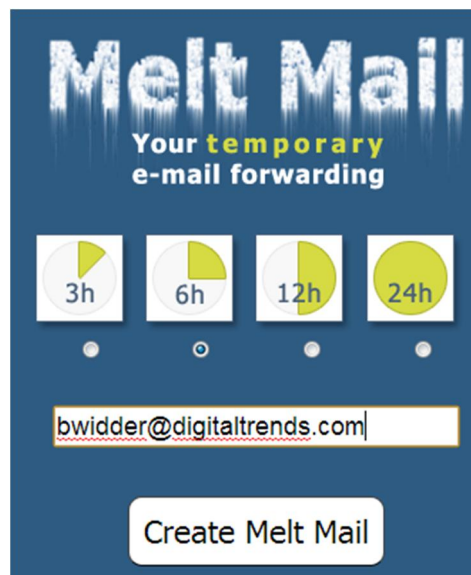 Melt Mail
Your temporary
e-mail forwarding
3h 6h 12h 24h
bwidder@digitaltrends.com
Create Melt Mail